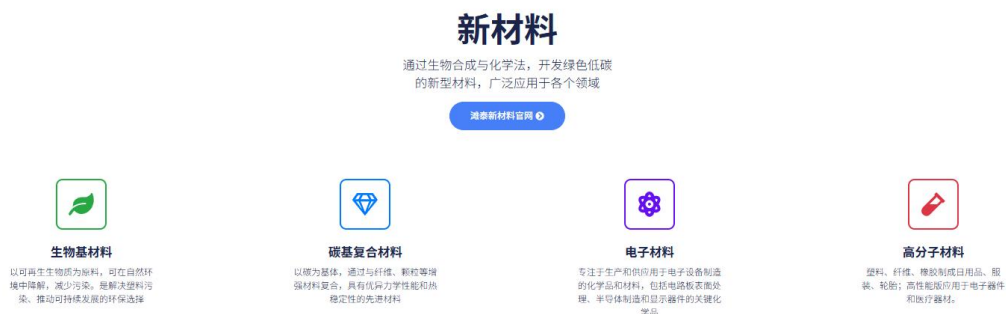 新材料
通过生物合成与化学法，开发绿色低碳
的新型材料，广泛应用于各个领域
鸿泰新材料官网
生物基材料
以可再生生物质为原料，可在自然环
境中降解，减少污染。是解决塑料污
染、推动可持续发展的环保选择
碳基复合材料
以碳为基体，通过与纤维、颗粒等增
强材料复合，具有优异力学性能和热
稳定性的先进材料
电子材料
专注于生产和供应用于电子设备制造
的化学品和材料，包括电路板表面处
理、半导体制造和显示器件的关键化
学品
高分子材料
塑料、纤维、橡胶制成日用品、服
装、轮胎；高性能版应用于电子器件
和医疗器材。